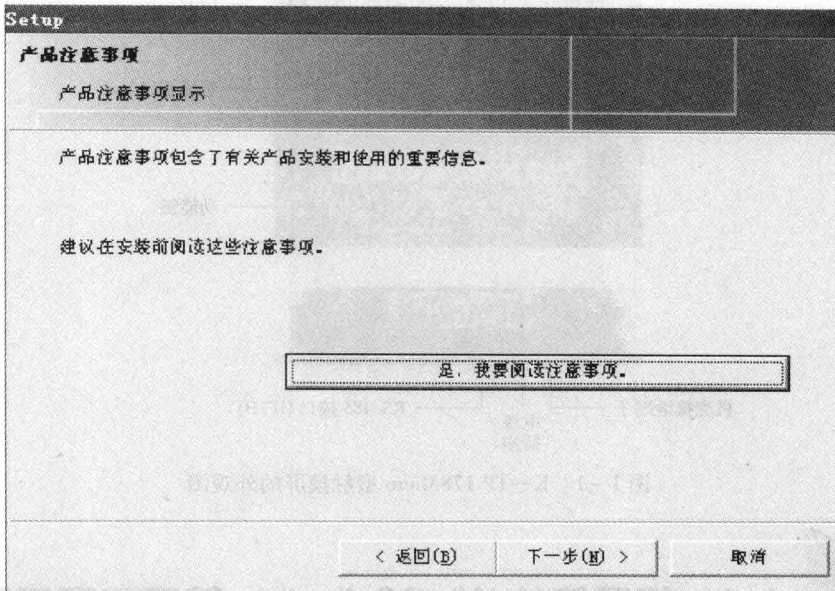 Setup
产品注意事项
产品注意事项显示
产品注意事项包含了有关产品安装和使用的重要信息。
建议在安装前阅读这些注意事项。
是，我要阅读注意事项。
< 返回(B)
下一步(N) >
取消